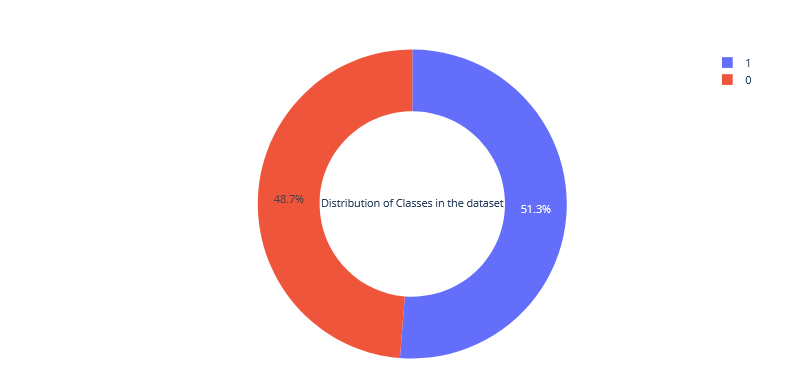 1
0
48.7%
Distribution of Classes in the dataset
51.3%